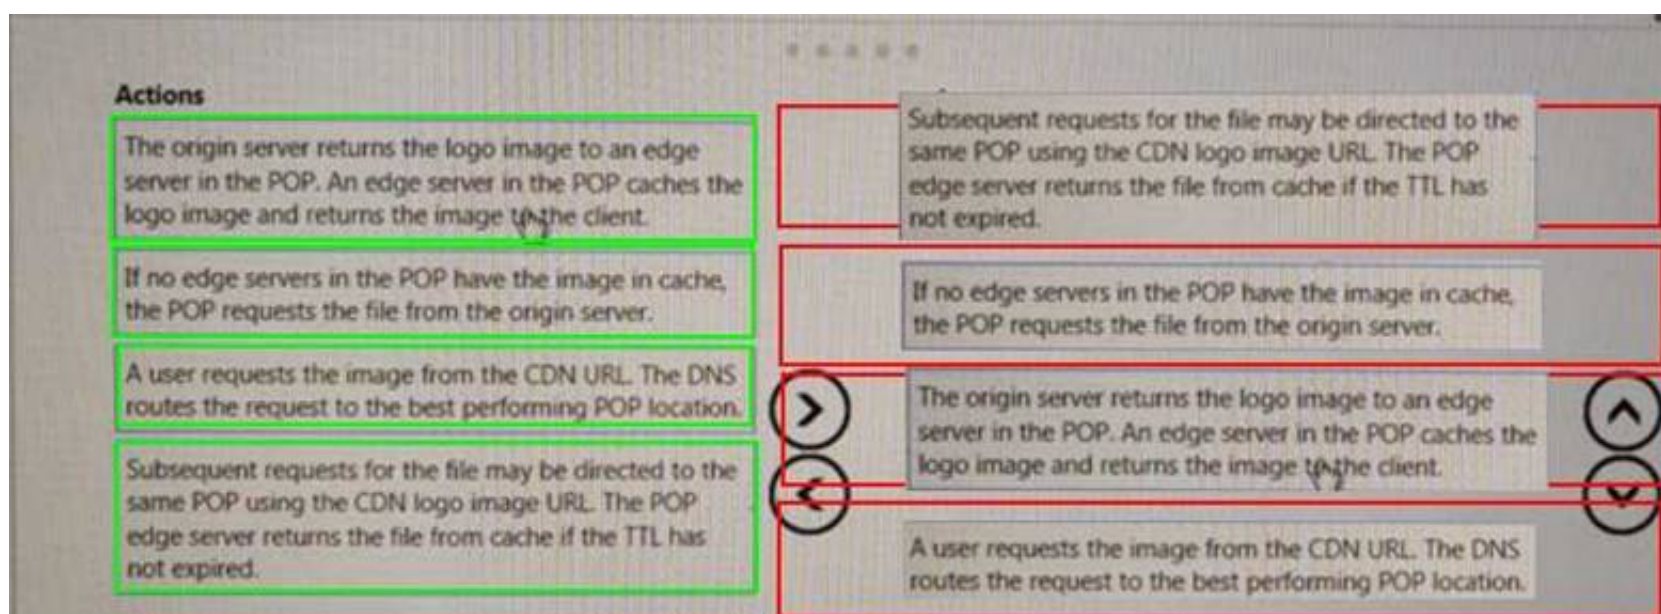 Actions
The origin server returns the logo image to an edge
server in the POP. An edge server in the POP caches the
logo image and returns the image to the client.
If no edge servers in the POP have the image in cache,
the POP requests the file from the origin server.
A user requests the image from the CDN URL. The DNS
routes the request to the best performing POP location.
Subsequent requests for the file may be directed to the
same POP using the CDN logo image URL. The POP
edge server returns the file from cache if the TTL has
not expired.
Subsequent requests for the file may be directed to the
same POP using the CDN logo image URL. The POP
edge server returns the file from cache if the TTL has
not expired.
If no edge servers in the POP have the image in cache,
the POP requests the file from the origin server.
The origin server returns the logo image to an edge
server in the POP. An edge server in the POP caches the
logo image and returns the image to the client.
A user requests the image from the CDN URL. The DNS
routes the request to the best performing POP location.